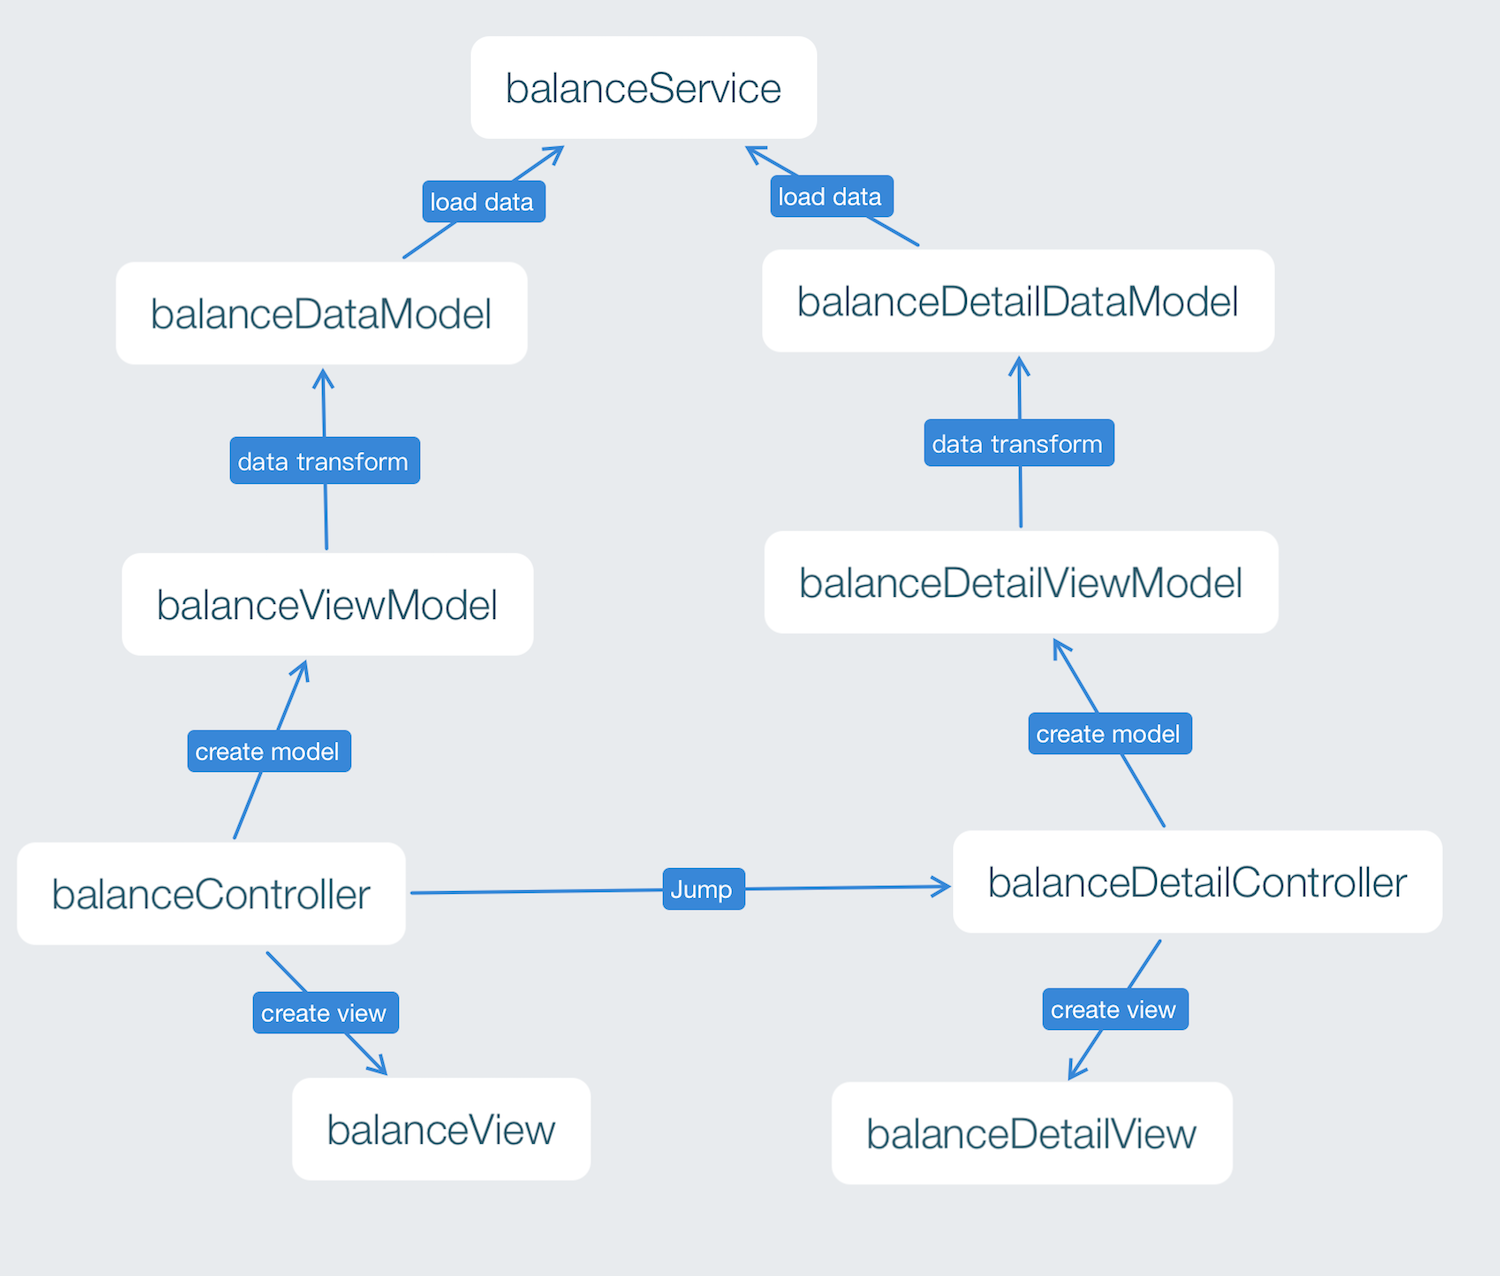 balanceService
load data
load data
balanceDataModel
balanceDetailDataModel
data transform
data transform
balanceViewModel
balanceDetailViewModel
create model
create model
balanceController
Jump
balanceDetailController
create view
create view
balanceView
balanceDetailView